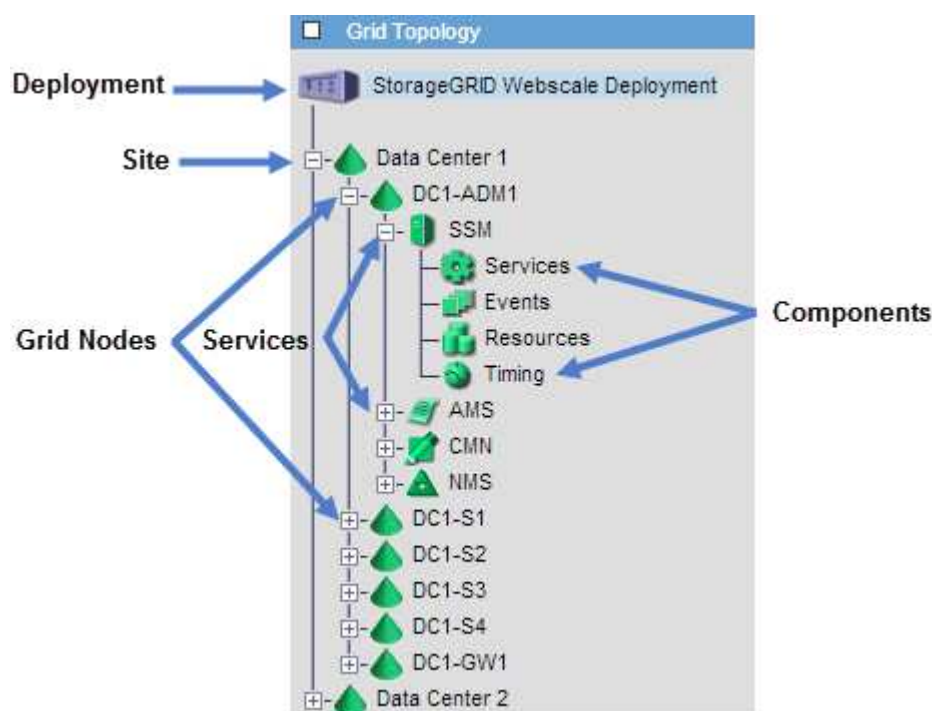 Grid Topology
Deployment
StorageGRID Webscale Deployment
Site
Data Center 1
DC1-ADM1
SSM
Services
Events
Components
Grid Nodes
Services
Resources
Timing
AMS
CMN
NMS
DC1-S1
DC1-S2
DC1-S3
DC1-S4
DC1-GW1
Data Center 2